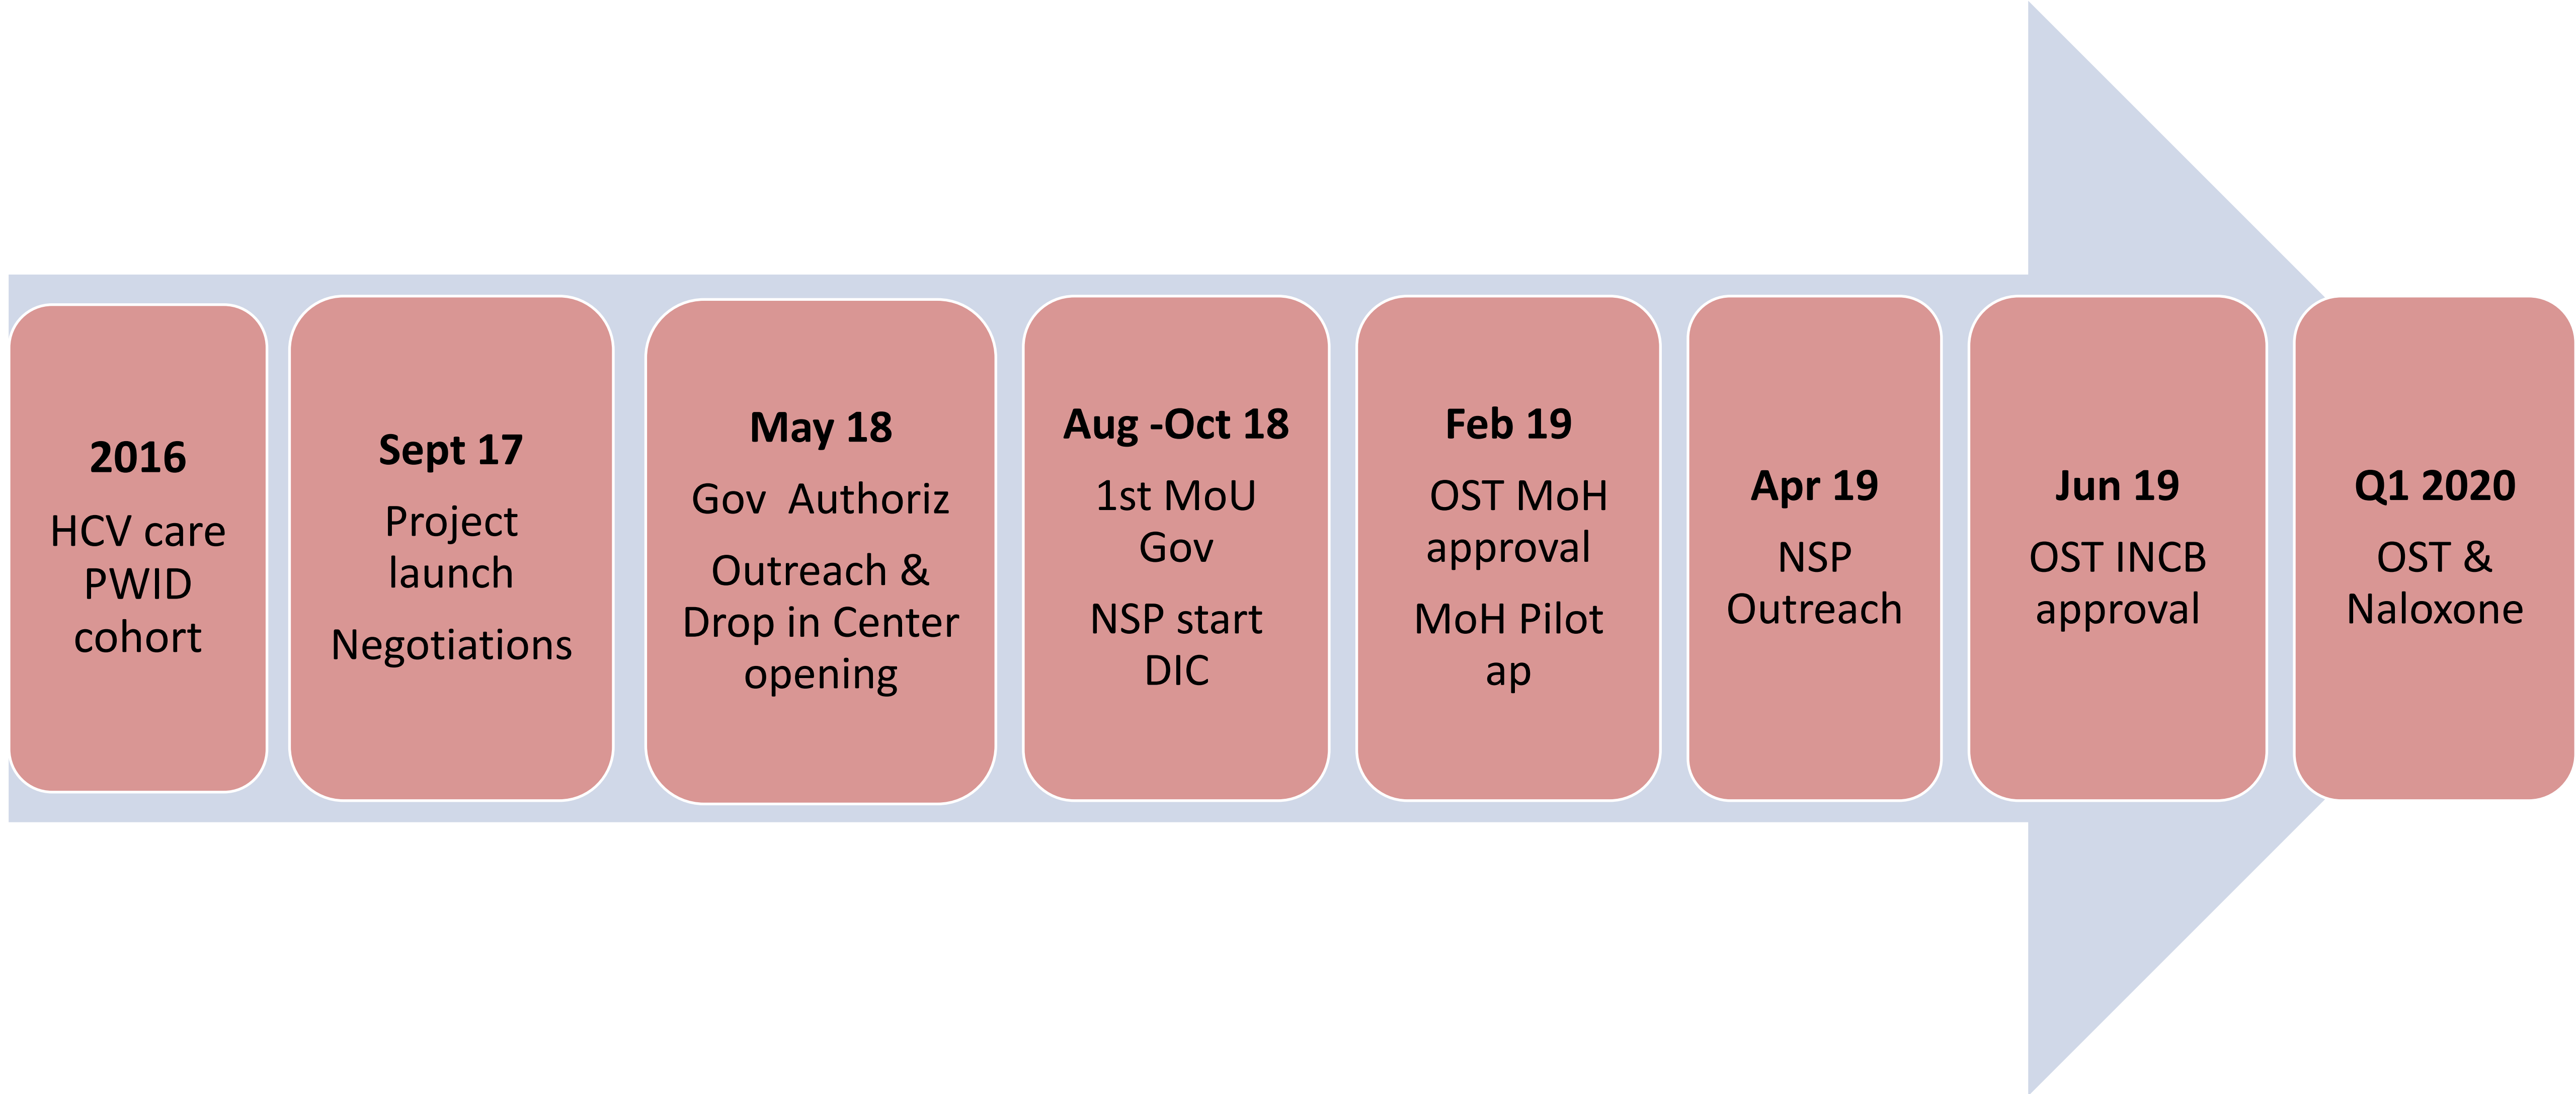 2016
HCV care
PWID
cohort
Sept 17
Project
launch
Negotiations
May 18
Gov  Authoriz
Outreach &
Drop in Center
opening
Aug -Oct 18
1st MoU
Gov
NSP start
DIC
Feb 19
OST MoH
approval
MoH Pilot
ap
Apr 19
NSP
Outreach
Jun 19
OST INCB
approval
Q1 2020
OST &
Naloxone